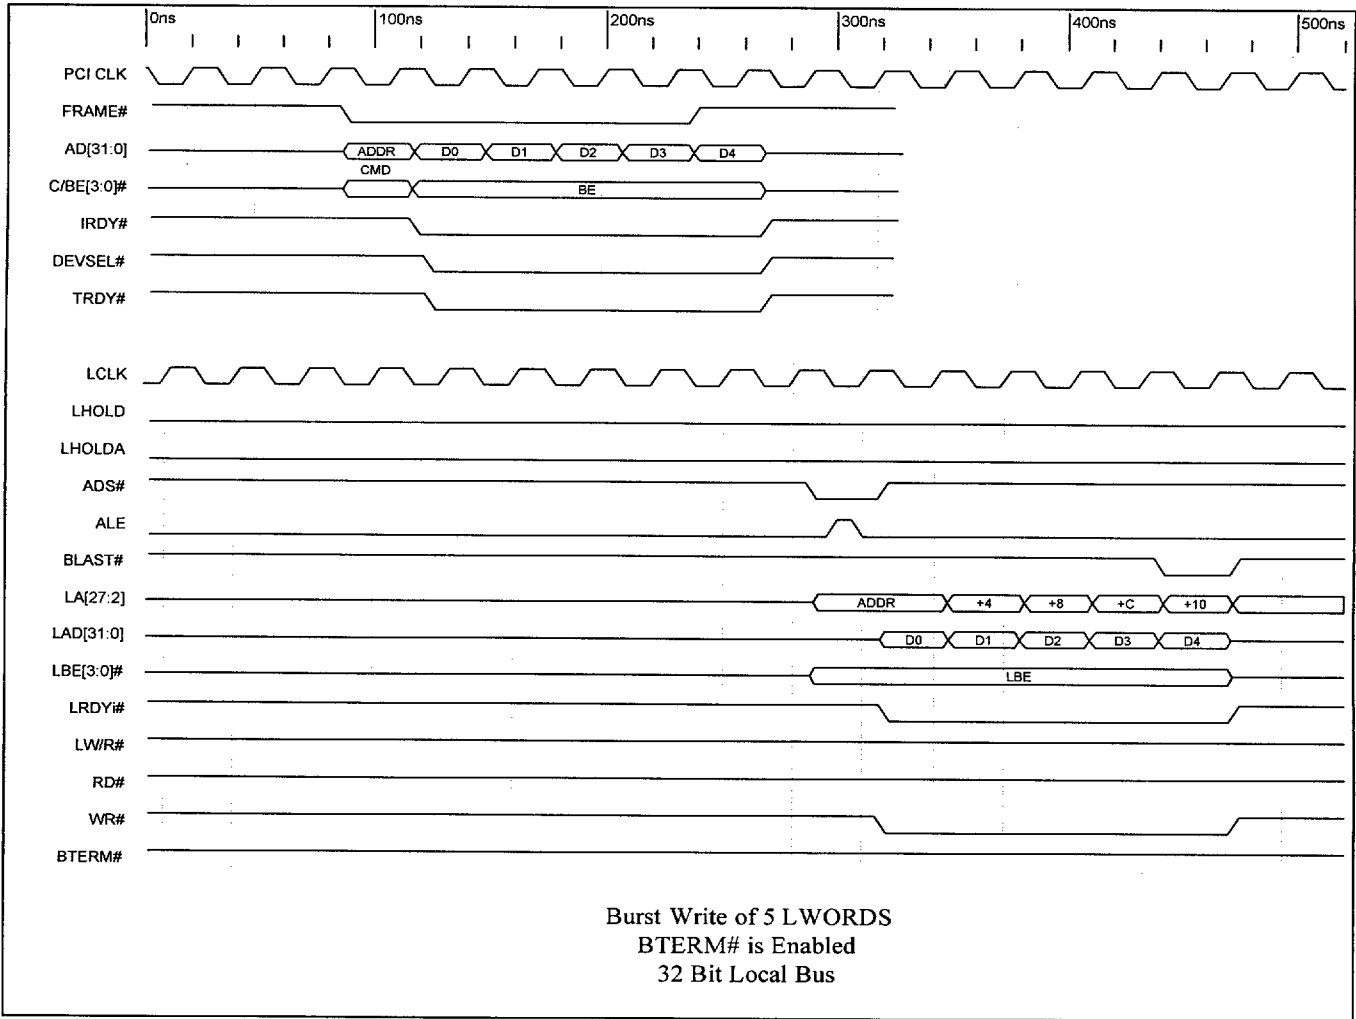 0ns 100ns 200ns 300ns 400ns 500ns
PCI CLK
FRAME#
AD[31:0] ADDR D0 D1 D2 D3 D4
CMD
C/BE[3:0]# BE
IRDY#
DEVSEL#
TRDY#
LCLK
LHOLD
LHOLDA
ADS#
ALE
BLAST#
LA[27:2] ADDR +4 +8 +C +10
LAD[31:0] D0 D1 D2 D3 D4
LBE[3:0]# LBE
LRDYi#
LW/R#
RD#
WR#
BTERM#
Burst Write of 5 LWORDS
BTERM# is Enabled
32 Bit Local Bus